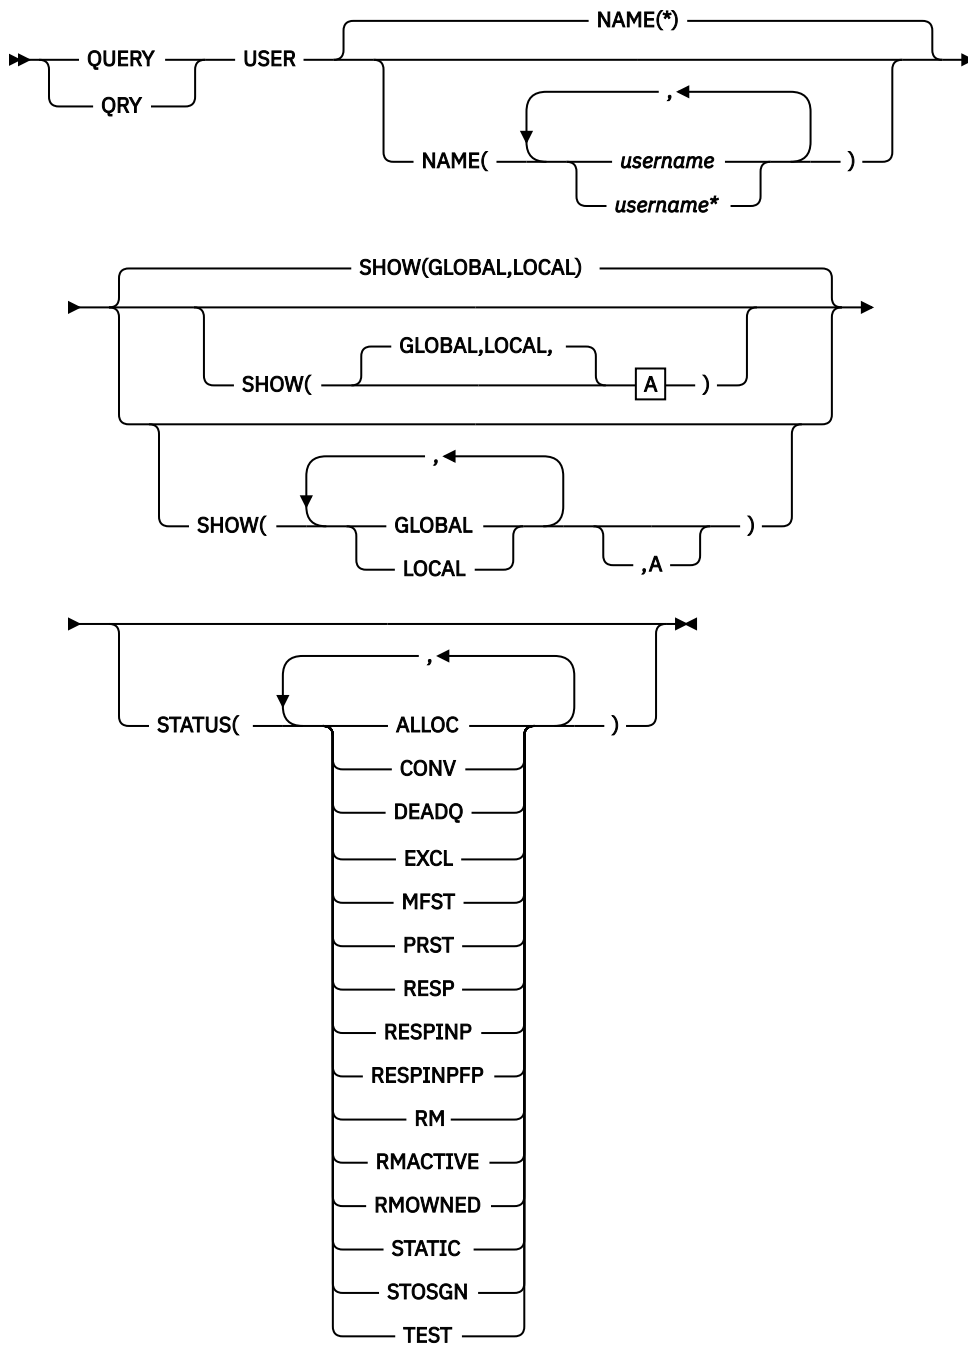 NAME(*)
QUERY USER
QRY
,
NAME( username )
username*
SHOW(GLOBAL,LOCAL)
GLOBAL,LOCAL,
SHOW( A )
,
SHOW( GLOBAL )
LOCAL ,A
,
STATUS( ALLOC )
CONV
DEADQ
EXCL
MFST
PRST
RESP
RESPINP
RESPINPFP
RM
RMACTIVE
RMOWNED
STATIC
STOSGN
TEST